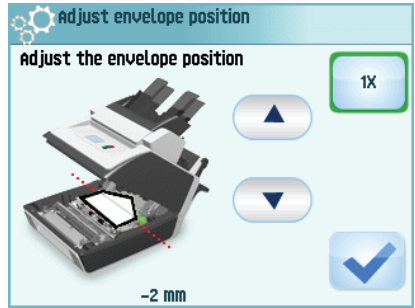 Adjust envelope position
Adjust the envelope position
1X
-2 mm